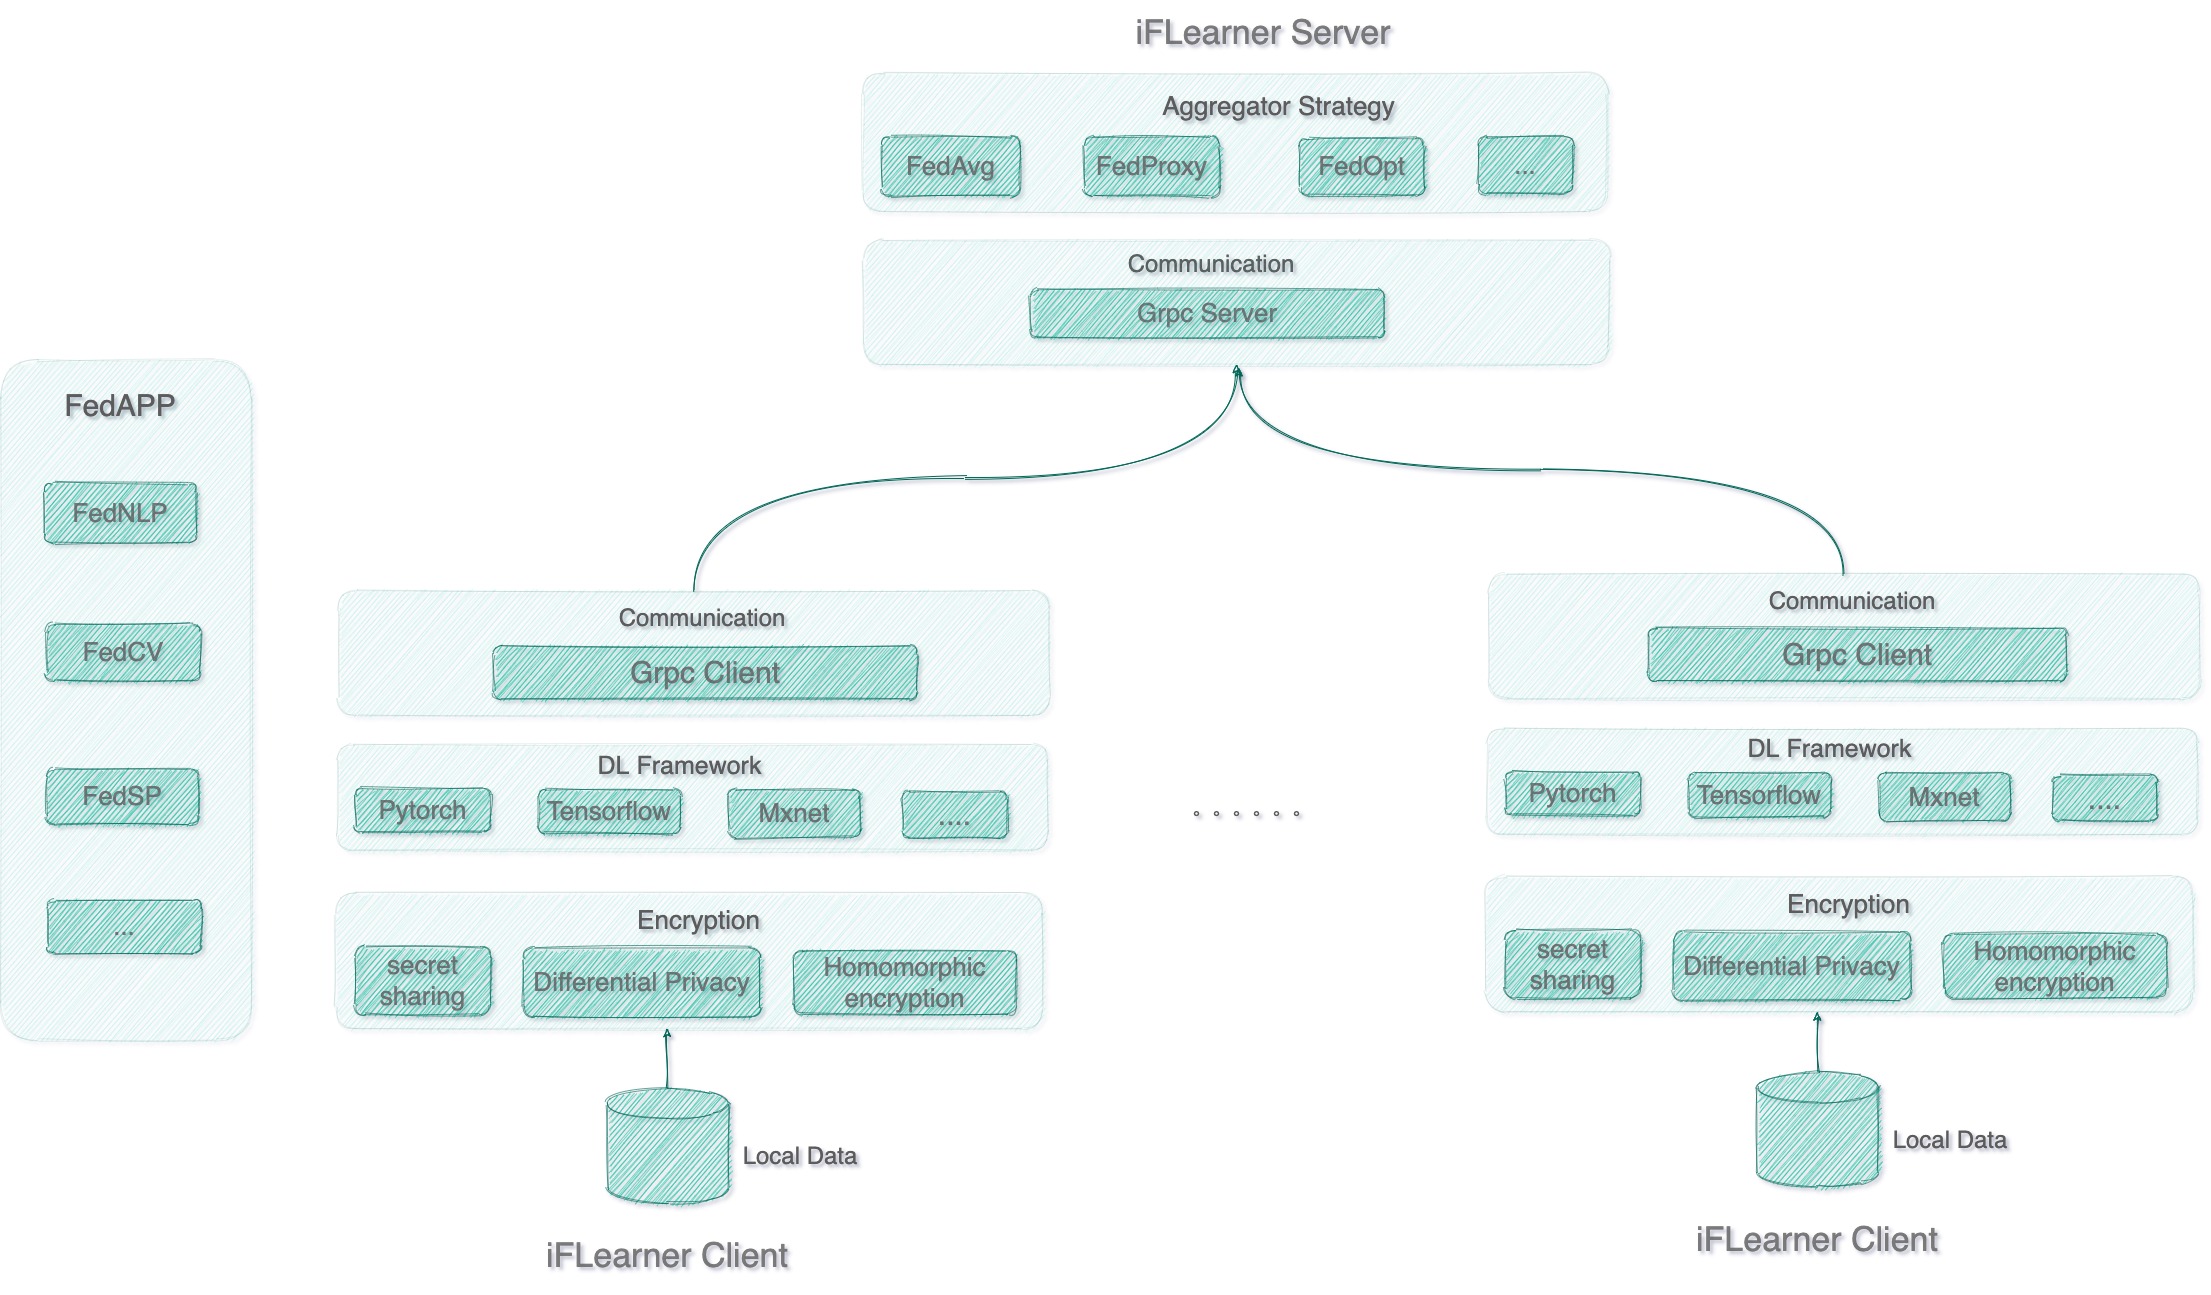 iFLearner Server
Aggregator Strategy
FedAvg
FedProxy
FedOpt
...
Communication
Grpc Server
FedAPP
FedNLP
FedCV
FedSP
...
Communication
Grpc Client
DL Framework
Pytorch
Tensorflow
Mxnet
....
Encryption
secret
sharing
Differential Privacy
Homomorphic
encryption
Local Data
iFLearner Client
。。。。。。
Communication
Grpc Client
DL Framework
Pytorch
Tensorflow
Mxnet
....
Encryption
secret
sharing
Differential Privacy
Homomorphic
encryption
Local Data
iFLearner Client